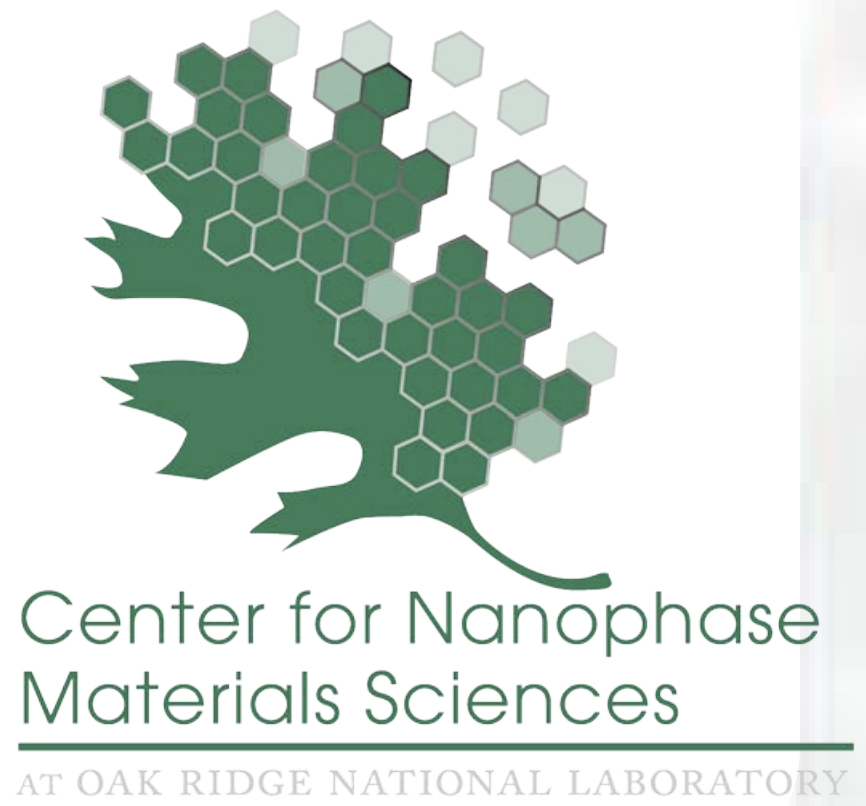 Center for Nanophase
Materials Sciences
AT OAK RIDGE NATIONAL LABORATORY